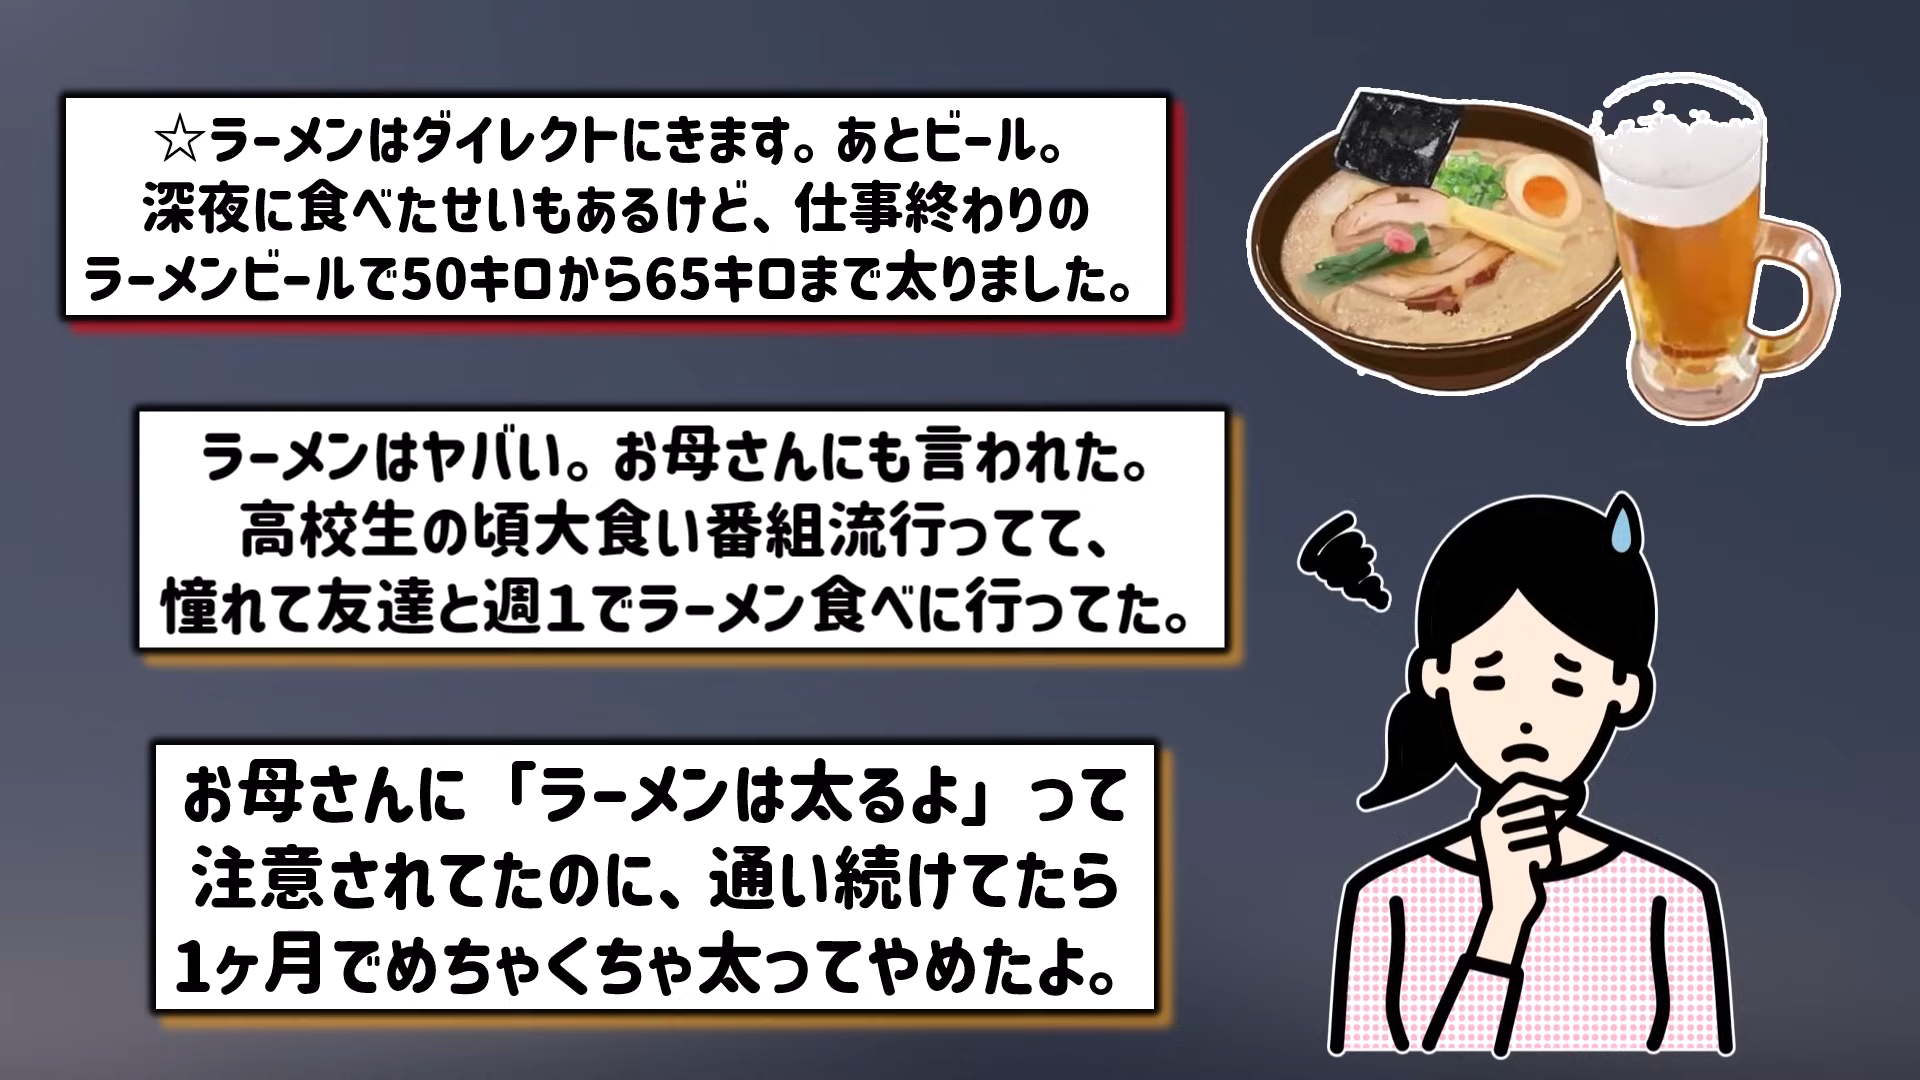 ☆ラーメンはダイレクトにきます。あとビール。
深夜に食べたせいもあるけど、仕事終わりの
ラーメンビールで50キロから65キロまで太りました。
ラーメンはヤバい。お母さんにも言われた。
高校生の頃大食い番組流行ってて、
憧れて友達と週1でラーメン食べに行ってた。
お母さんに「ラーメンは太るよ」って
注意されてたのに、通い続けてたら
1ヶ月でめちゃくちゃ太ってやめたよ。